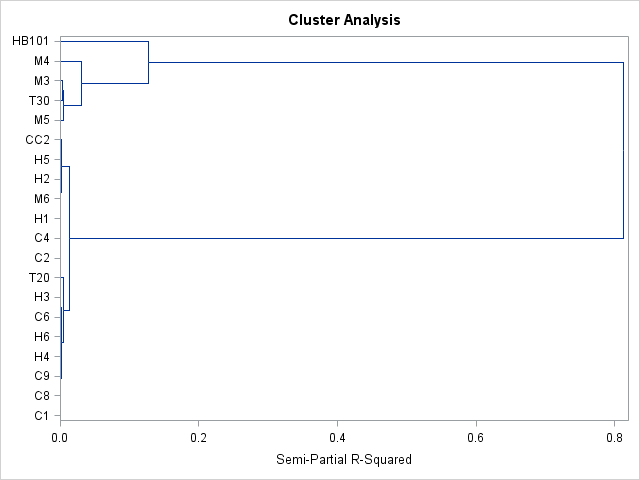 Cluster Analysis
HB101
M4
M3
T30
M5
CC2
H5
H2
M6
H1
C4
C2
T20
H3
C6
H6
H4
C9
C8
C1
0.0 0.2 0.4 0.6 0.8
Semi-Partial R-Squared